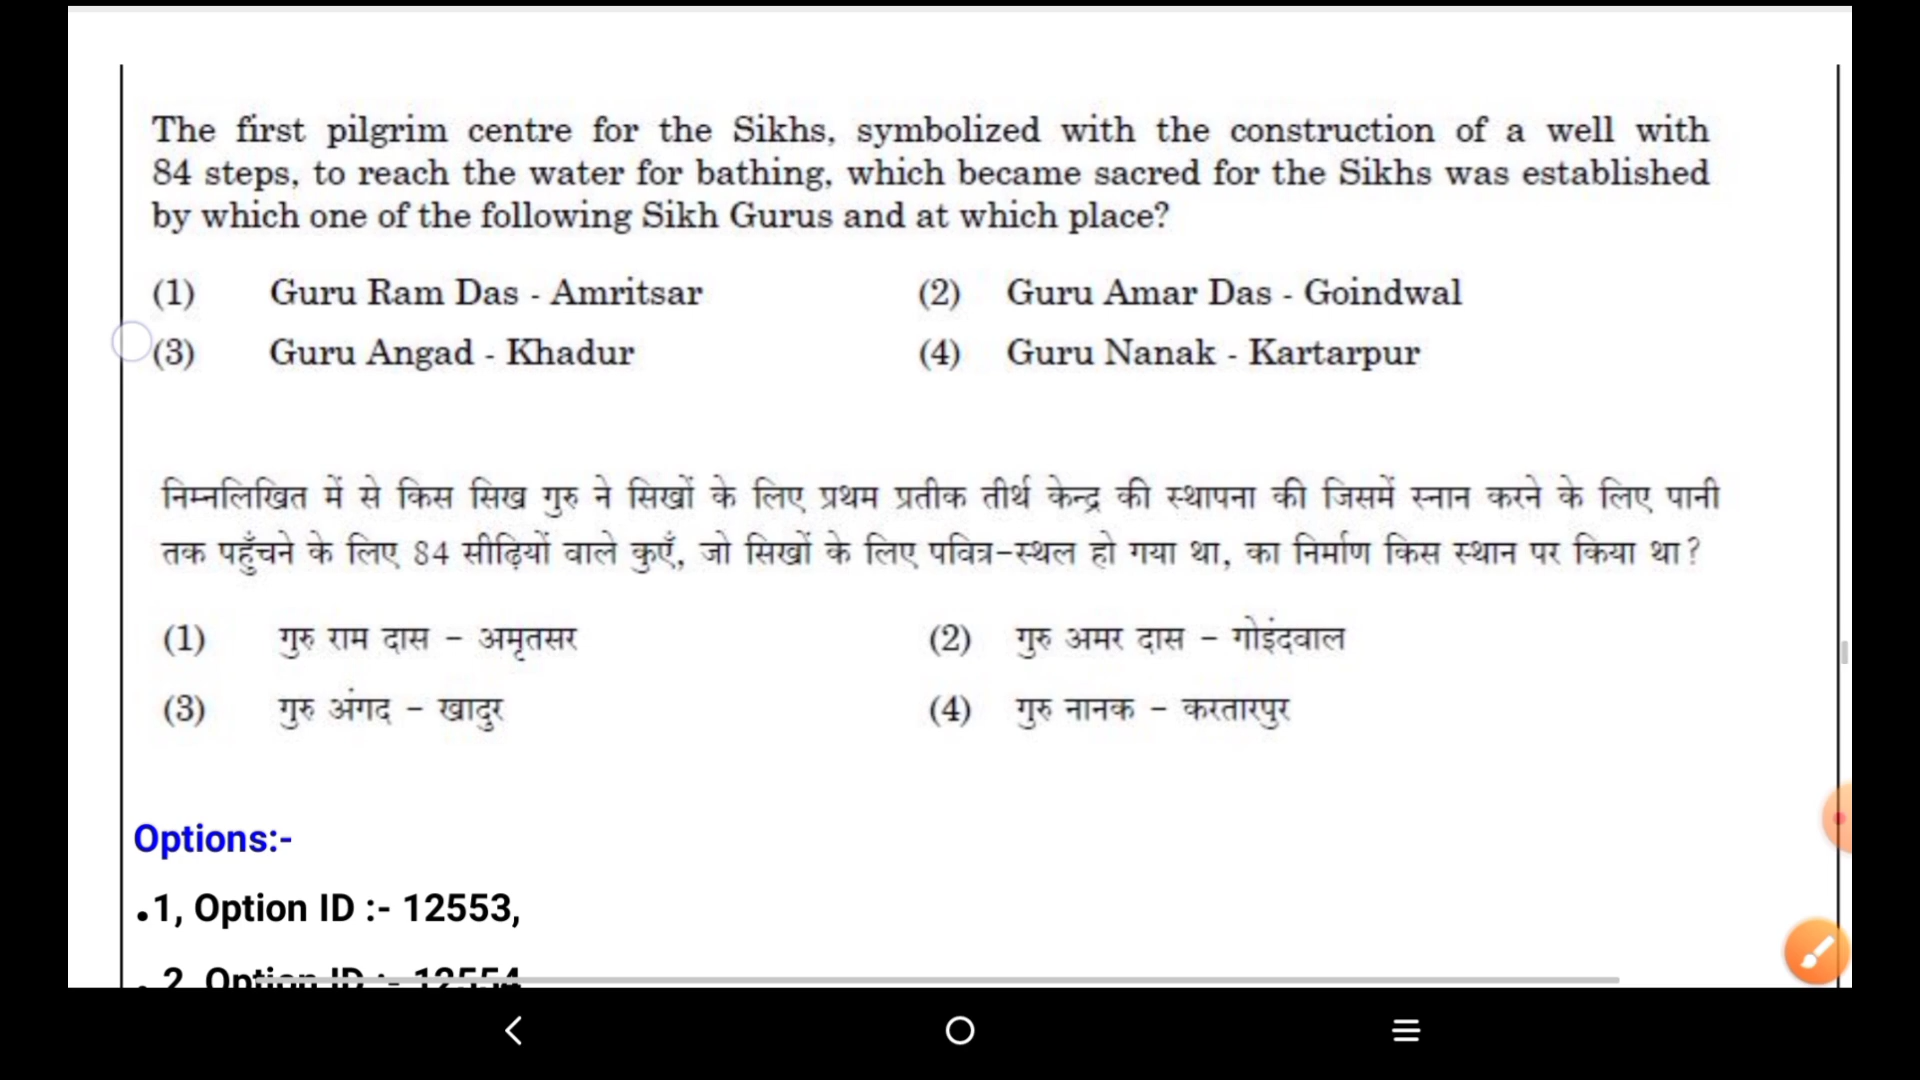 The first pilgrim centre for the Sikhs, symbolized with the construction of a well with
84 steps, to reach the water for bathing, which became sacred for the Sikhs was established
by which one of the following Sikh Gurus and at which place?
(1) Guru Ram Das - Amritsar (2) Guru Amar Das - Goindwal
(3) Guru Angad - Khadur (4) Guru Nanak - Kartarpur
निम्नलिखित में से किस सिख गुरु ने सिखों के लिए प्रथम प्रतीक तीर्थ केन्द्र की स्थापना की जिसमें स्नान करने के लिए पानी
तक पहुँचने के लिए 84 सीढ़ियों वाले कुएँ, जो सिखों के लिए पवित्र-स्थल हो गया था, का निर्माण किस स्थान पर किया था?
(1) गुरु राम दास - अमृतसर (2) गुरु अमर दास - गोइंदवाल
(3) गुरु अंगद - खादुर (4) गुरु नानक - करतारपुर
Options:-
.1, Option ID :- 12553,
. 2, Option ID :- 12554